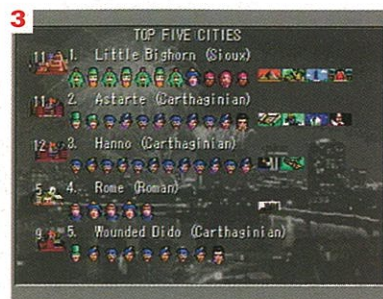 3
TOP FIVE CITIES
11 1. Little Bighorn (Sioux)
11 2. Astarte (Carthaginian)
12 3. Hanno (Carthaginian)
5 4. Rome (Roman)
9 5. Wounded Dido (Carthaginian)